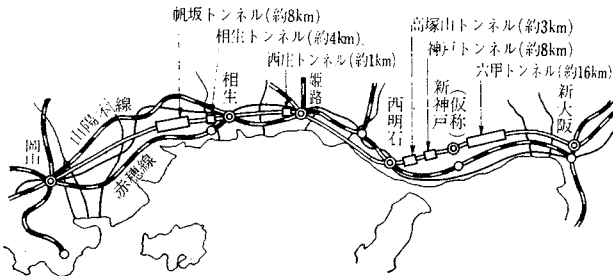 帆坂トンネル(約8km)
相生トンネル(約4km)
西庄トンネル(約1km)
高塚山トンネル(約3km)
神戸トンネル(約8km)
六甲トンネル(約16km)
岡山
山陽本線
赤穂線
相生
姫路
西明石
新神戸
(仮称)
新大阪